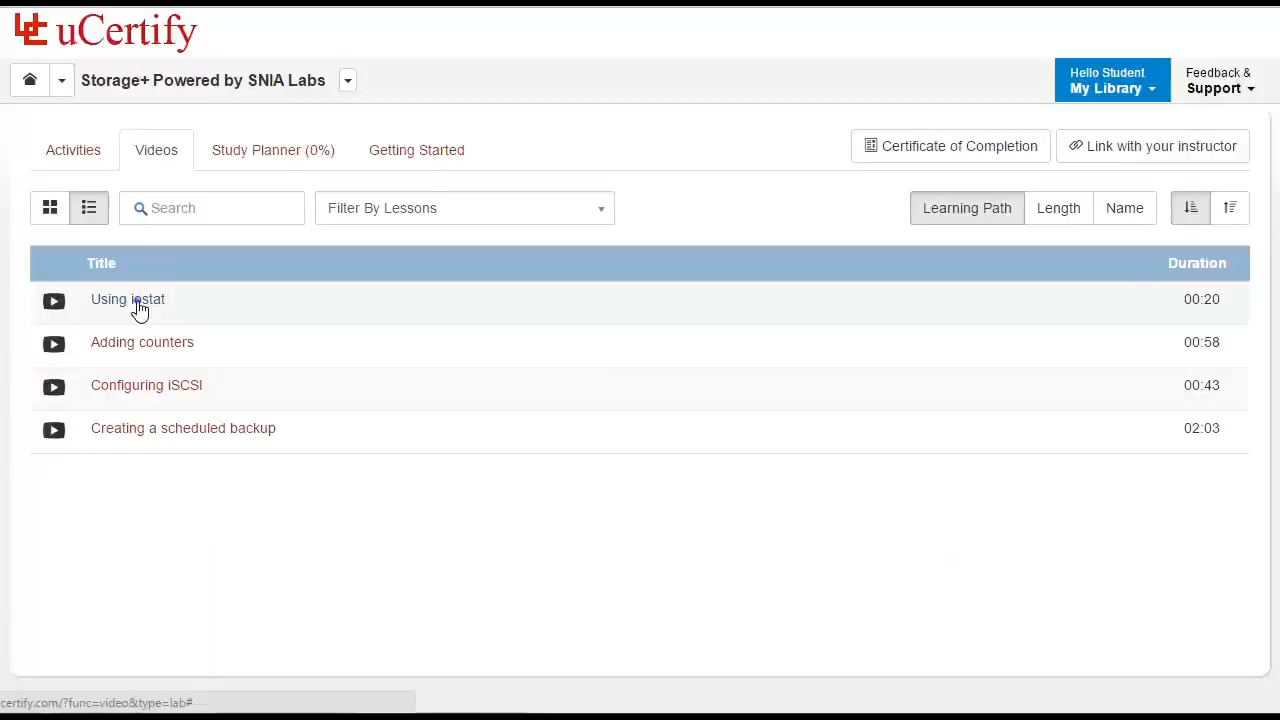 uCertify
Storage+ Powered by SNIA Labs
Hello Student
My Library
Feedback &
Support
Activities
Videos
Study Planner (0%)
Getting Started
Certificate of Completion
Link with your instructor
Search
Filter By Lessons
Learning Path
Length
Name
Title
Duration
Using iostat
00:20
Adding counters
00:58
Configuring iSCSI
00:43
Creating a scheduled backup
02:03
certify.com/?func=video&type=lab#